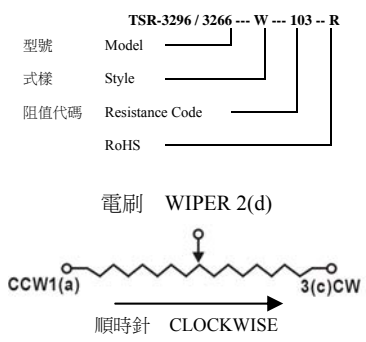 TSR-3296 / 3266 --- W --- 103 -- R
型號 Model
式樣 Style
阻值代碼 Resistance Code
RoHS
電刷 WIPER 2(d)
CCW1(a) 3(c)CW
順時針 CLOCKWISE